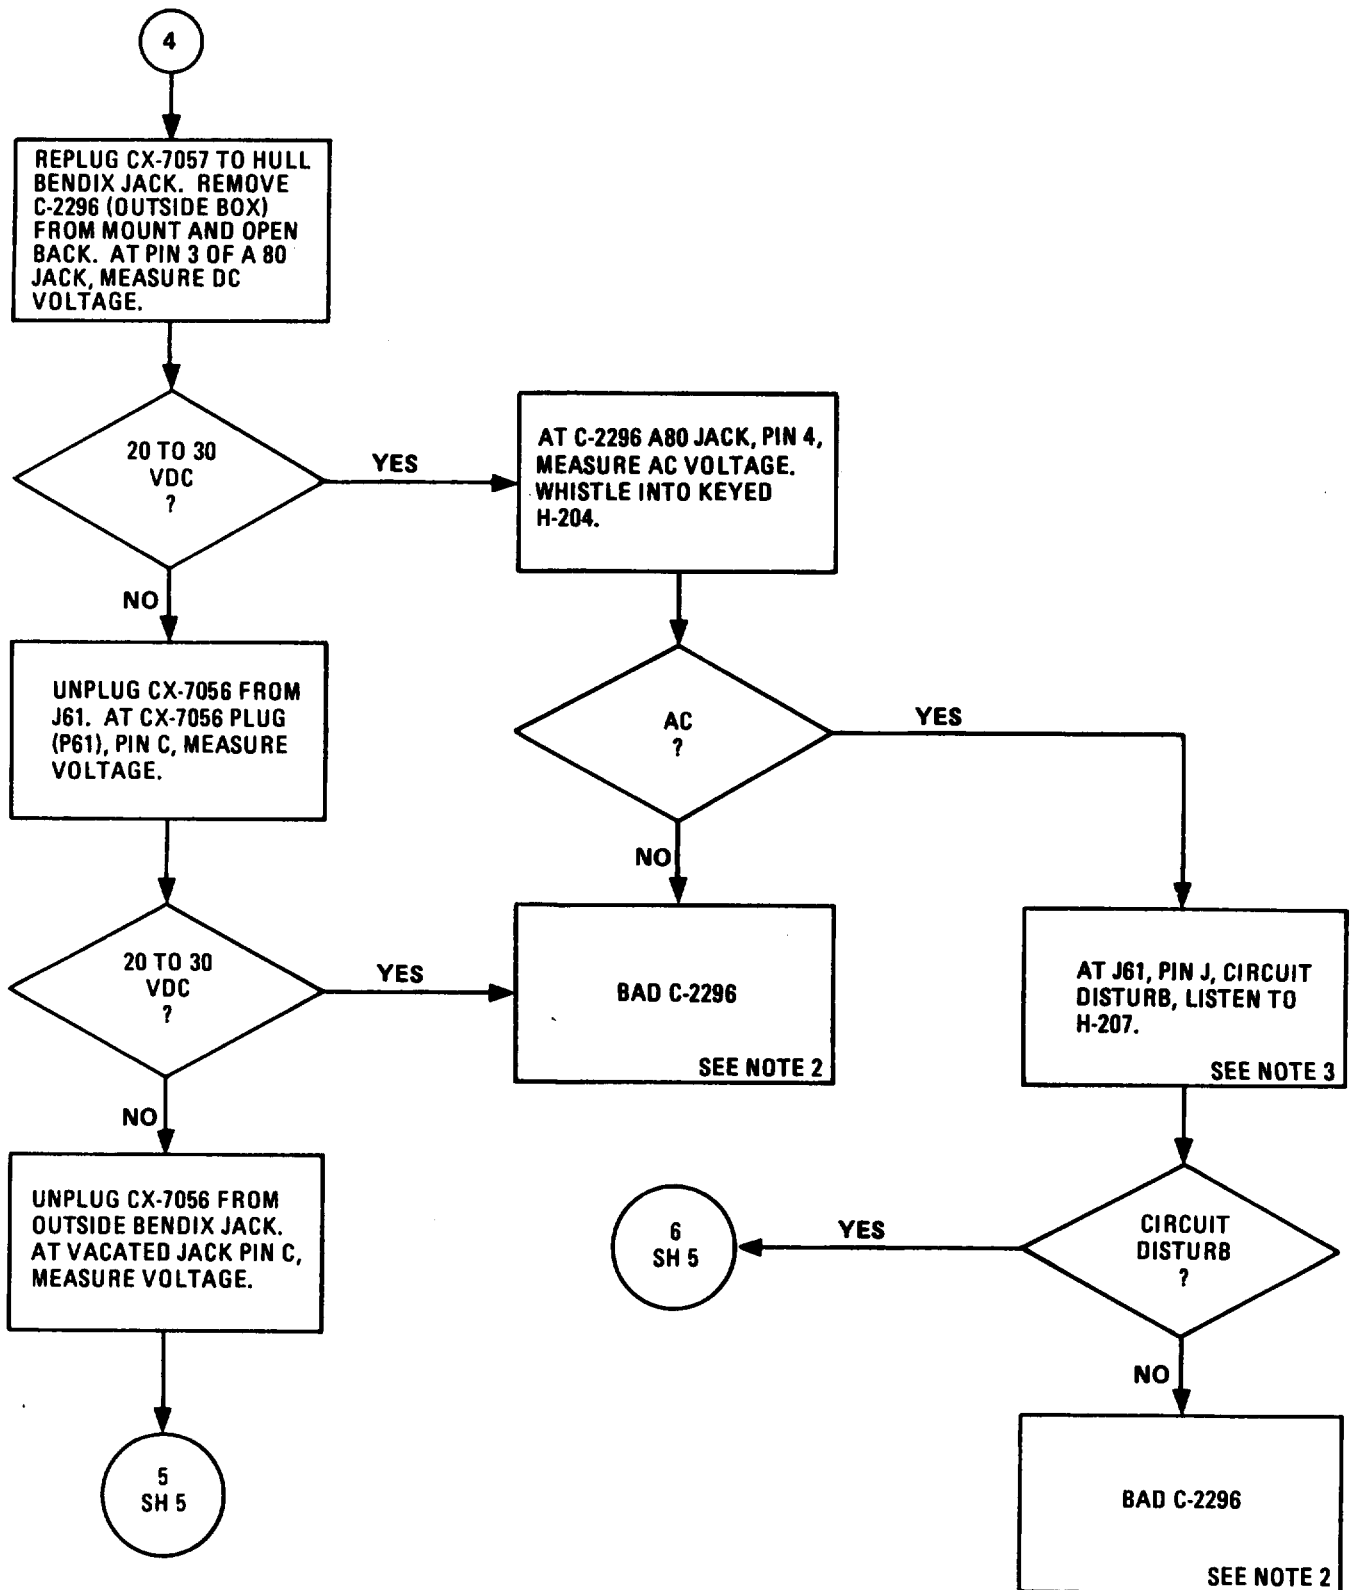 4
REPLUG CX-7057 TO HULL
BENDIX JACK. REMOVE
C-2296 (OUTSIDE BOX)
FROM MOUNT AND OPEN
BACK. AT PIN 3 OF A 80
JACK, MEASURE DC
VOLTAGE.
20 TO 30
VDC
?
YES
NO
AT C-2296 A80 JACK, PIN 4,
MEASURE AC VOLTAGE.
WHISTLE INTO KEYED
H-204.
UNPLUG CX-7056 FROM
J61. AT CX-7056 PLUG
(P61), PIN C, MEASURE
VOLTAGE.
AC
?
YES
NO
20 TO 30
VDC
?
YES
NO
BAD C-2296
SEE NOTE 2
AT J61, PIN J, CIRCUIT
DISTURB, LISTEN TO
H-207.
SEE NOTE 3
UNPLUG CX-7056 FROM
OUTSIDE BENDIX JACK.
AT VACATED JACK PIN C,
MEASURE VOLTAGE.
CIRCUIT
DISTURB
?
YES
6
SH 5
NO
5
SH 5
BAD C-2296
SEE NOTE 2